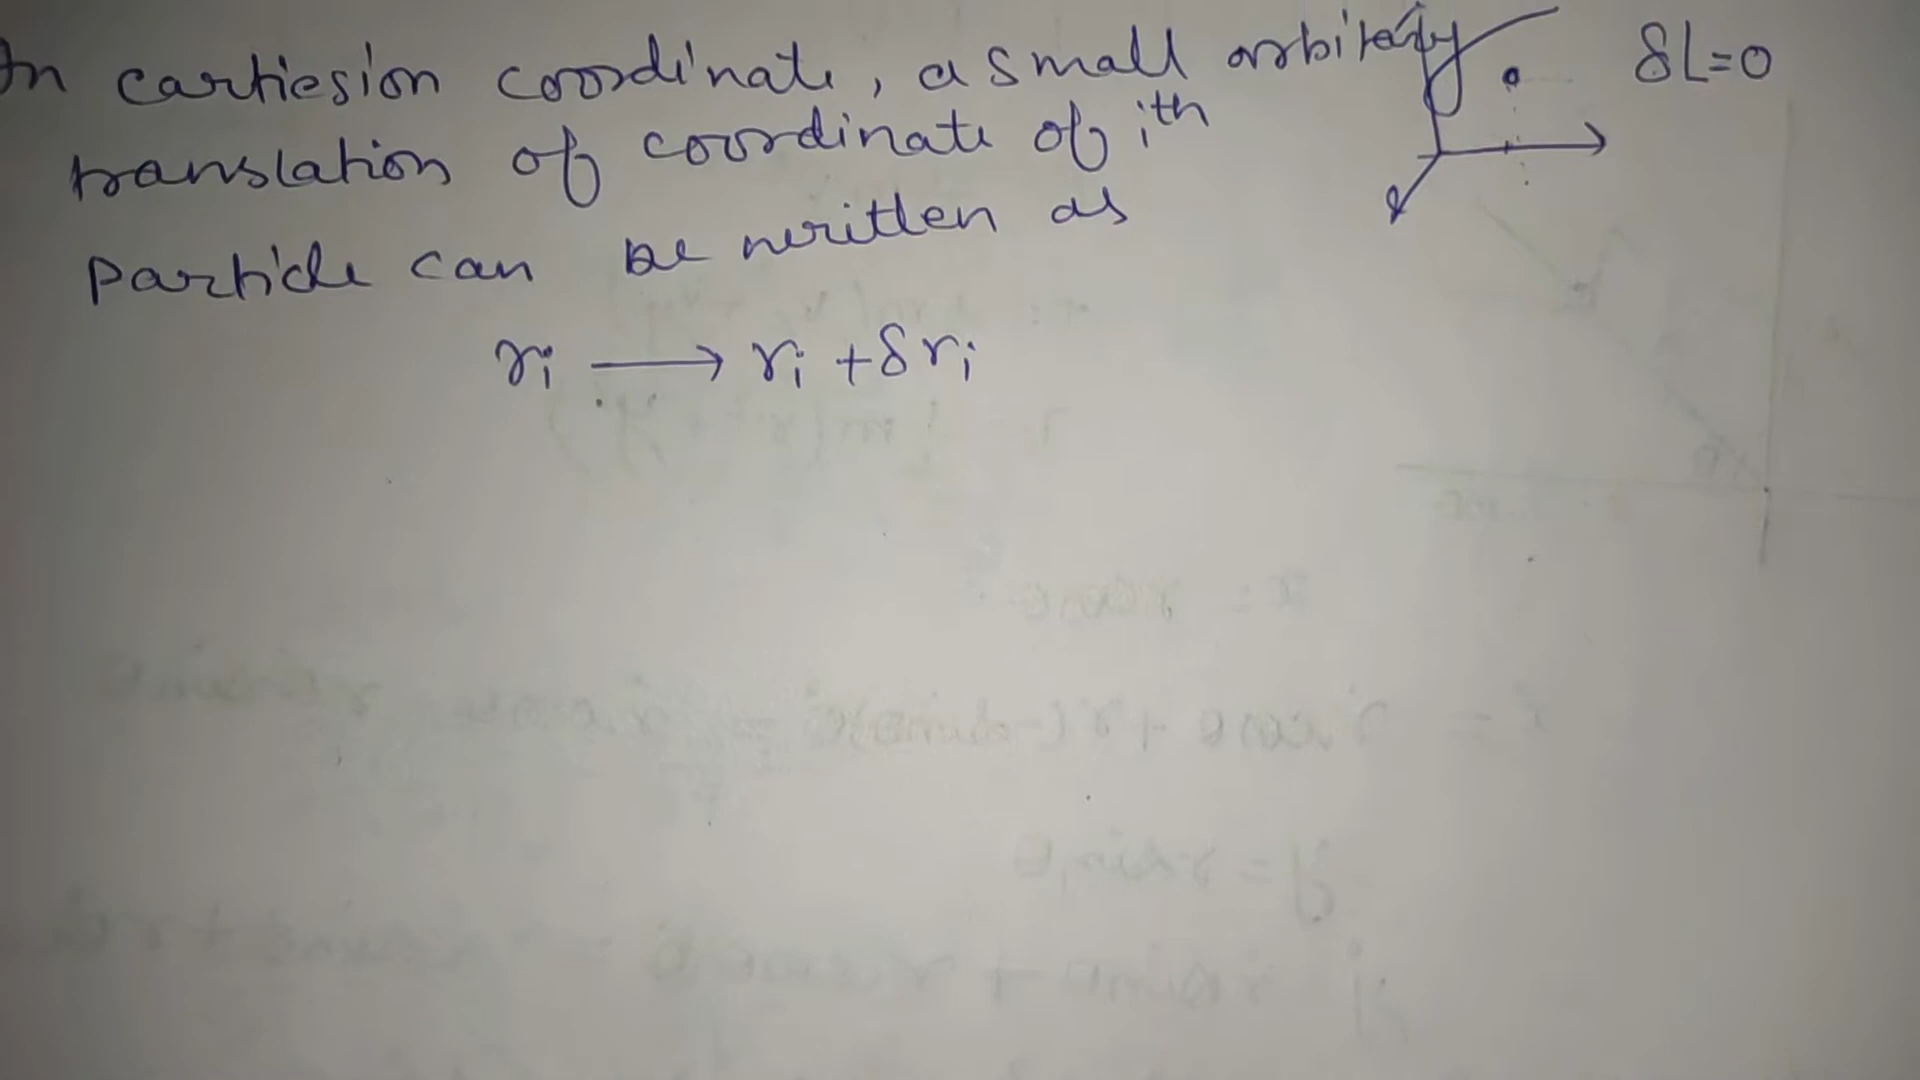 In cartiesion coordinate, a small arbitrary δL=0
translation of coordinate of ith
Particle can be written as
ri ⟶ ri + δri